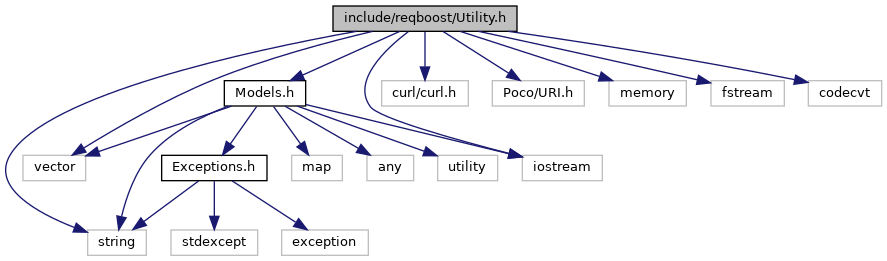 include/reqboost/Utility.h
Models.h
curl/curl.h
Poco/URI.h
memory
fstream
codecvt
vector
Exceptions.h
map
any
utility
iostream
string
stdexcept
exception